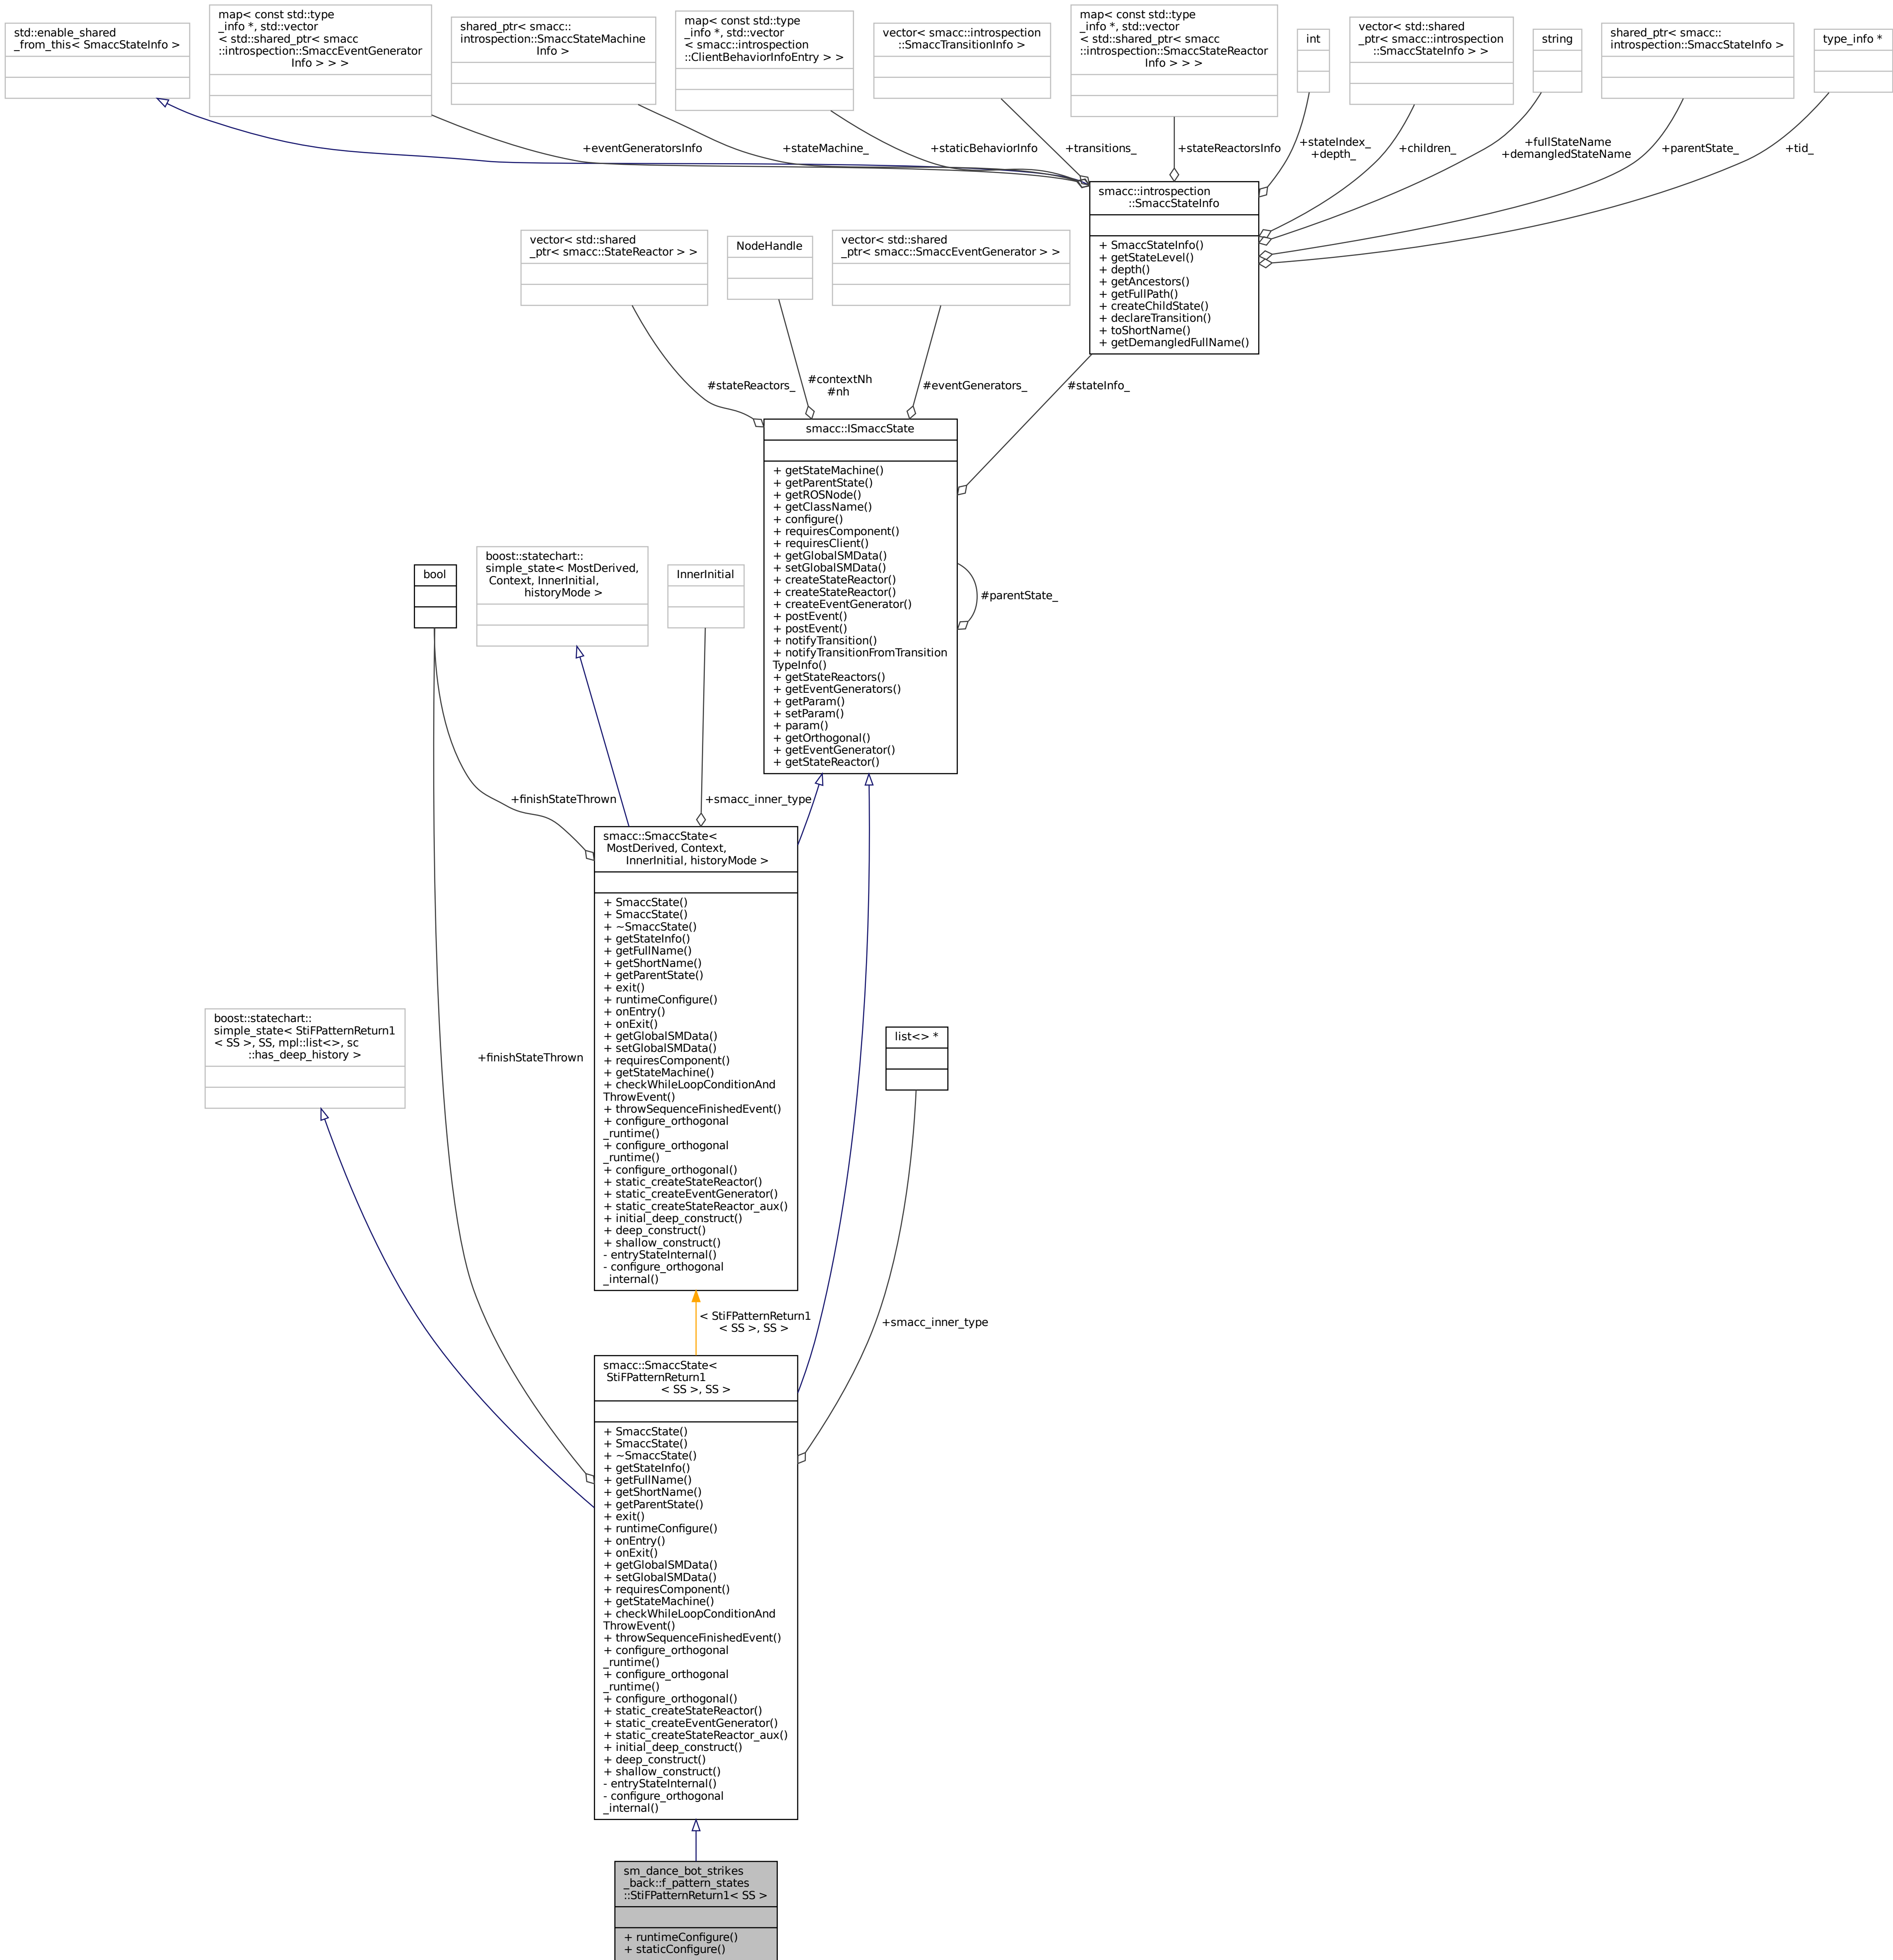 std::enable_shared
_from_this< SmaccStateInfo >
map< const std::type
_info *, std::vector
< std::shared_ptr< smacc
::introspection::SmaccEventGenerator
Info > > >
shared_ptr< smacc::
introspection::SmaccStateMachine
Info >
map< const std::type
_info *, std::vector
< smacc::introspection
::ClientBehaviorInfoEntry > >
vector< smacc::introspection
::SmaccTransitionInfo >
map< const std::type
_info *, std::vector
< std::shared_ptr< smacc
::introspection::SmaccStateReactor
Info > > >
int
vector< std::shared
_ptr< smacc::introspection
::SmaccStateInfo > >
string
shared_ptr< smacc::
introspection::SmaccStateInfo >
type_info *
+eventGeneratorsInfo
+stateMachine_
+staticBehaviorInfo
+transitions_
+stateReactorsInfo
+stateIndex_
+depth_
+children_
+fullStateName
+demangledStateName
+parentState_
+tid_
smacc::introspection
::SmaccStateInfo
+ SmaccStateInfo()
+ getStateLevel()
+ depth()
+ getAncestors()
+ getFullPath()
+ createChildState()
+ declareTransition()
+ toShortName()
+ getDemangledFullName()
vector< std::shared
_ptr< smacc::StateReactor > >
NodeHandle
vector< std::shared
_ptr< smacc::SmaccEventGenerator > >
#stateReactors_
#contextNh
#nh
#eventGenerators_
#stateInfo_
smacc::ISmaccState
+ getStateMachine()
+ getParentState()
+ getROSNode()
+ getClassName()
+ configure()
+ requiresComponent()
+ requiresClient()
+ getGlobalSMData()
+ setGlobalSMData()
+ createStateReactor()
+ createStateReactor()
+ createEventGenerator()
+ postEvent()
+ postEvent()
+ notifyTransition()
+ notifyTransitionFromTransition
TypeInfo()
+ getStateReactors()
+ getEventGenerators()
+ getParam()
+ setParam()
+ param()
+ getOrthogonal()
+ getEventGenerator()
+ getStateReactor()
#parentState_
bool
boost::statechart::
simple_state< MostDerived,
Context, InnerInitial,
historyMode >
InnerInitial
+finishStateThrown
+smacc_inner_type
smacc::SmaccState<
MostDerived, Context,
InnerInitial, historyMode >
+ SmaccState()
+ SmaccState()
+ ~SmaccState()
+ getStateInfo()
+ getFullName()
+ getShortName()
+ getParentState()
+ exit()
+ runtimeConfigure()
+ onEntry()
+ onExit()
+ getGlobalSMData()
+ setGlobalSMData()
+ requiresComponent()
+ getStateMachine()
+ checkWhileLoopConditionAnd
ThrowEvent()
+ throwSequenceFinishedEvent()
+ configure_orthogonal
_runtime()
+ configure_orthogonal
_runtime()
+ configure_orthogonal()
+ static_createStateReactor()
+ static_createEventGenerator()
+ static_createStateReactor_aux()
+ initial_deep_construct()
+ deep_construct()
+ shallow_construct()
- entryStateInternal()
- configure_orthogonal
_internal()
boost::statechart::
simple_state< StiFPatternReturn1
< SS >, SS, mpl::list<>, sc
::has_deep_history >
+finishStateThrown
list<> *
< StiFPatternReturn1
< SS >, SS >
+smacc_inner_type
smacc::SmaccState<
StiFPatternReturn1
< SS >, SS >
+ SmaccState()
+ SmaccState()
+ ~SmaccState()
+ getStateInfo()
+ getFullName()
+ getShortName()
+ getParentState()
+ exit()
+ runtimeConfigure()
+ onEntry()
+ onExit()
+ getGlobalSMData()
+ setGlobalSMData()
+ requiresComponent()
+ getStateMachine()
+ checkWhileLoopConditionAnd
ThrowEvent()
+ throwSequenceFinishedEvent()
+ configure_orthogonal
_runtime()
+ configure_orthogonal
_runtime()
+ configure_orthogonal()
+ static_createStateReactor()
+ static_createEventGenerator()
+ static_createStateReactor_aux()
+ initial_deep_construct()
+ deep_construct()
+ shallow_construct()
- entryStateInternal()
- configure_orthogonal
_internal()
sm_dance_bot_strikes
_back::f_pattern_states
::StiFPatternReturn1< SS >
+ runtimeConfigure()
+ staticConfigure()